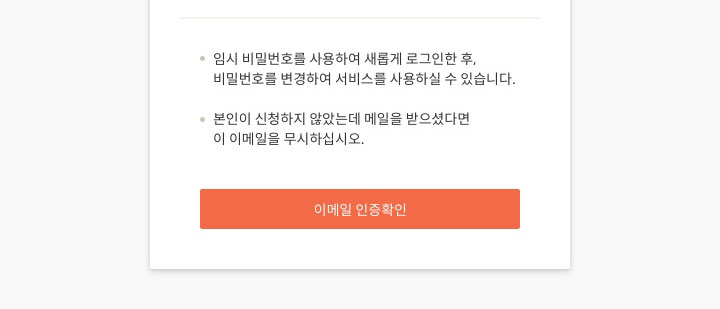 임시 비밀번호를 사용하여 새롭게 로그인한 후,
비밀번호를 변경하여 서비스를 사용하실 수 있습니다.
본인이 신청하지 않았는데 메일을 받으셨다면
이 이메일을 무시하십시오.
이메일 인증확인